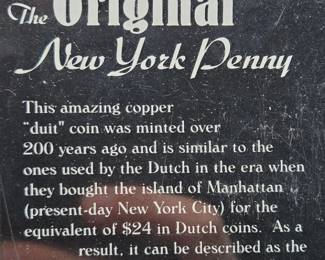 The Original
New York Penny
This amazing copper
"duit" coin was minted over
200 years ago and is similar to the
ones used by the Dutch in the era when
they bought the island of Manhattan
(present-day New York City) for the
equivalent of $24 in Dutch coins. As a
result, it can be described as the